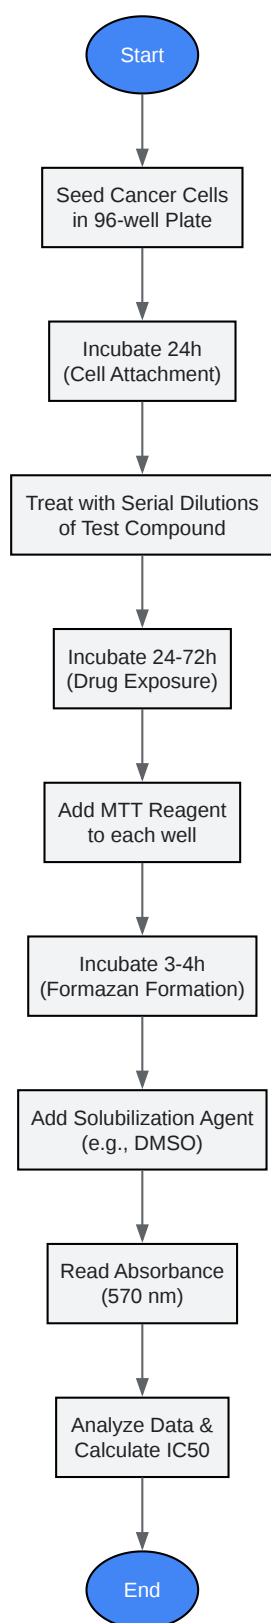 Start
Seed Cancer Cells
in 96-well Plate
Incubate 24h
(Cell Attachment)
Treat with Serial Dilutions
of Test Compound
Incubate 24-72h
(Drug Exposure)
Add MTT Reagent
to each well
Incubate 3-4h
(Formazan Formation)
Add Solubilization Agent
(e.g., DMSO)
Read Absorbance
(570 nm)
Analyze Data &
Calculate IC50
End